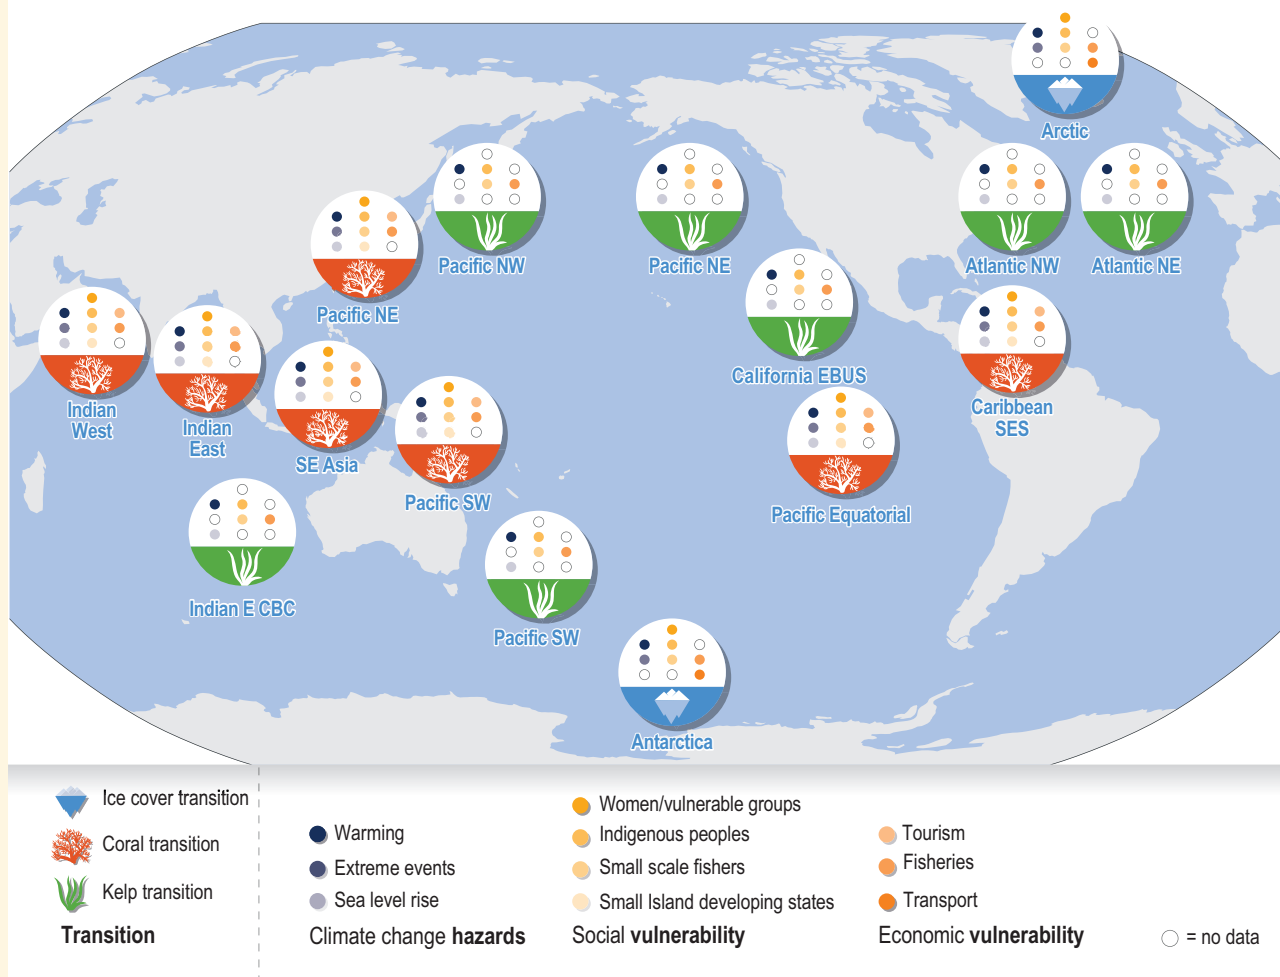 Arctic
Pacific NW
Pacific NE
Atlantic NW
Atlantic NE
Pacific NE
California EBUS
Indian
West
Indian
East
SE Asia
Pacific SW
Caribbean
SES
Pacific Equatorial
Indian E CBC
Pacific SW
Antarctica
Ice cover transition
Coral transition
Kelp transition
Transition
Warming
Extreme events
Sea level rise
Climate change hazards
Women/vulnerable groups
Indigenous peoples
Small scale fishers
Small Island developing states
Social vulnerability
Tourism
Fisheries
Transport
Economic vulnerability
= no data